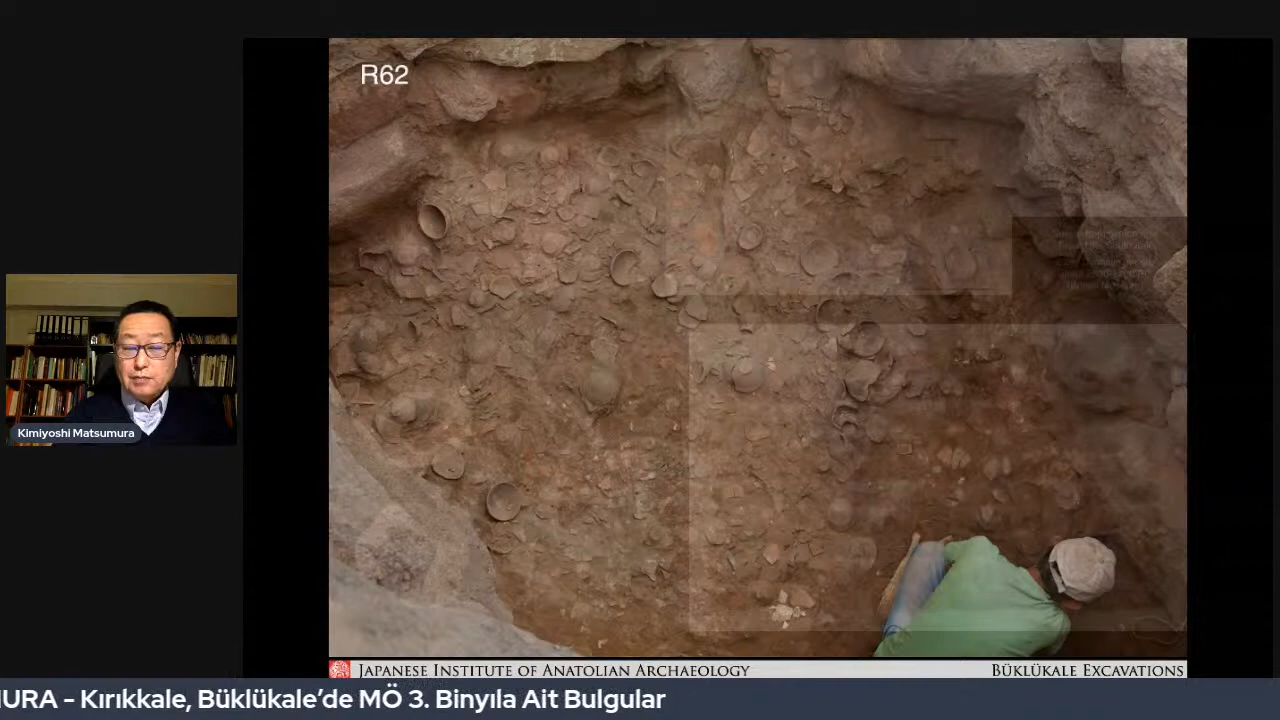 R62
Kimiyoshi Matsumura
JAPANESE INSTITUTE OF ANATOLIAN ARCHAEOLOGY
BÜKLÜKALE EXCAVATIONS
URA - Kırıkkale, Büklükale’de MÖ 3. Binyıla Ait Bulgular